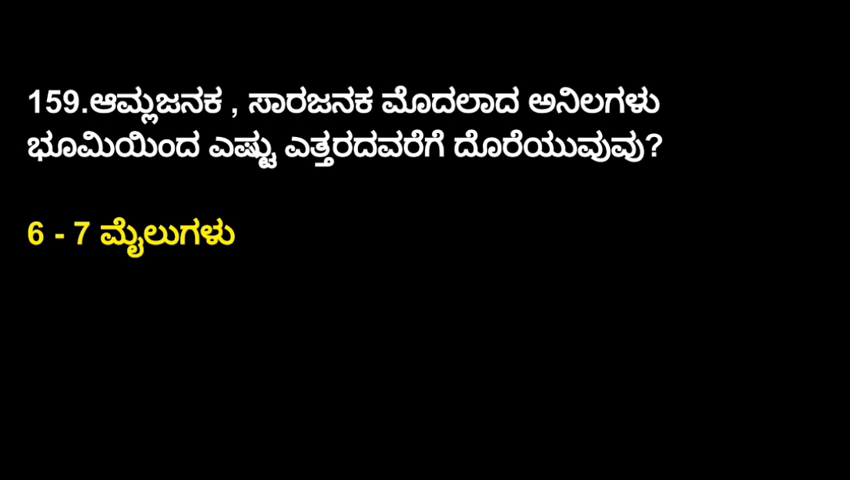 159.ಆಮ್ಲಜನಕ , ಸಾರಜನಕ ಮೊದಲಾದ ಅನಿಲಗಳು
ಭೂಮಿಯಿಂದ ಎಷ್ಟು ಎತ್ತರದವರೆಗೆ ದೊರೆಯುವುವು?
6 - 7 ಮೈಲುಗಳು